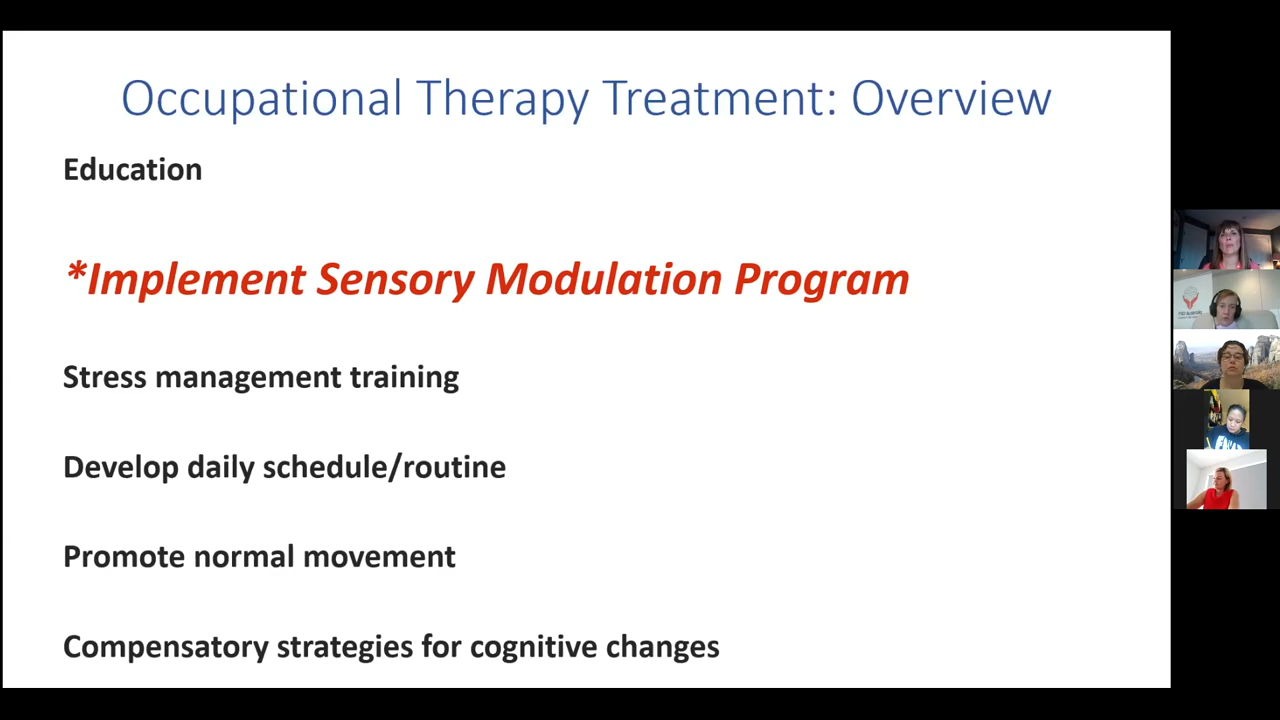 Occupational Therapy Treatment: Overview
Education
*Implement Sensory Modulation Program
Stress management training
Develop daily schedule/routine
Promote normal movement
Compensatory strategies for cognitive changes